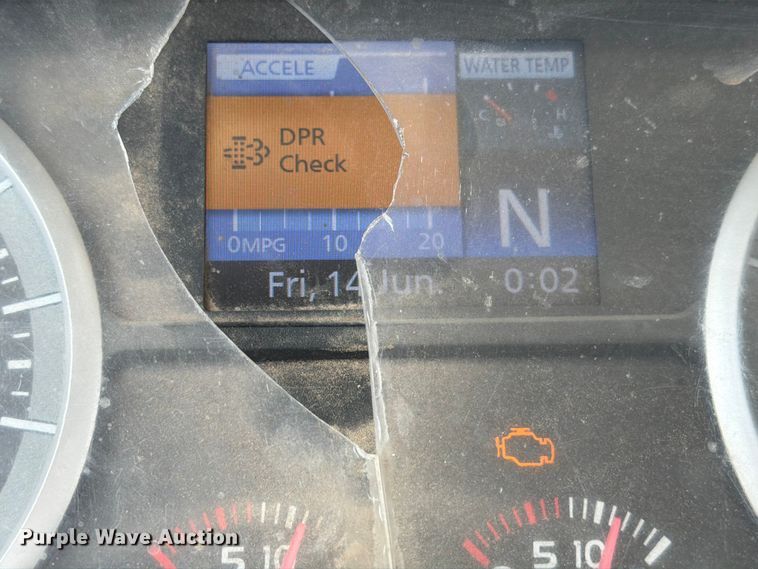 ACCELE
WATER TEMP
DPR
Check
C H
N
0MPG 10 20
Fri, 14 Jun. 0:02
5 10
5 10
Purple Wave Auction